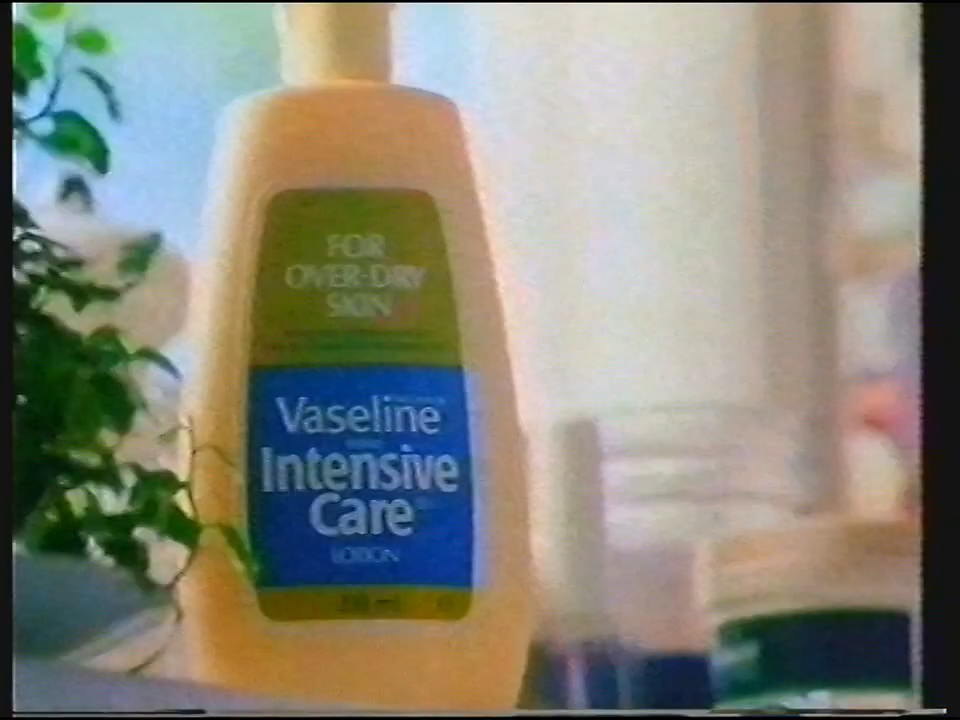 FOR
OVER-DRY
SKIN
Vaseline
Intensive
Care
LOTION